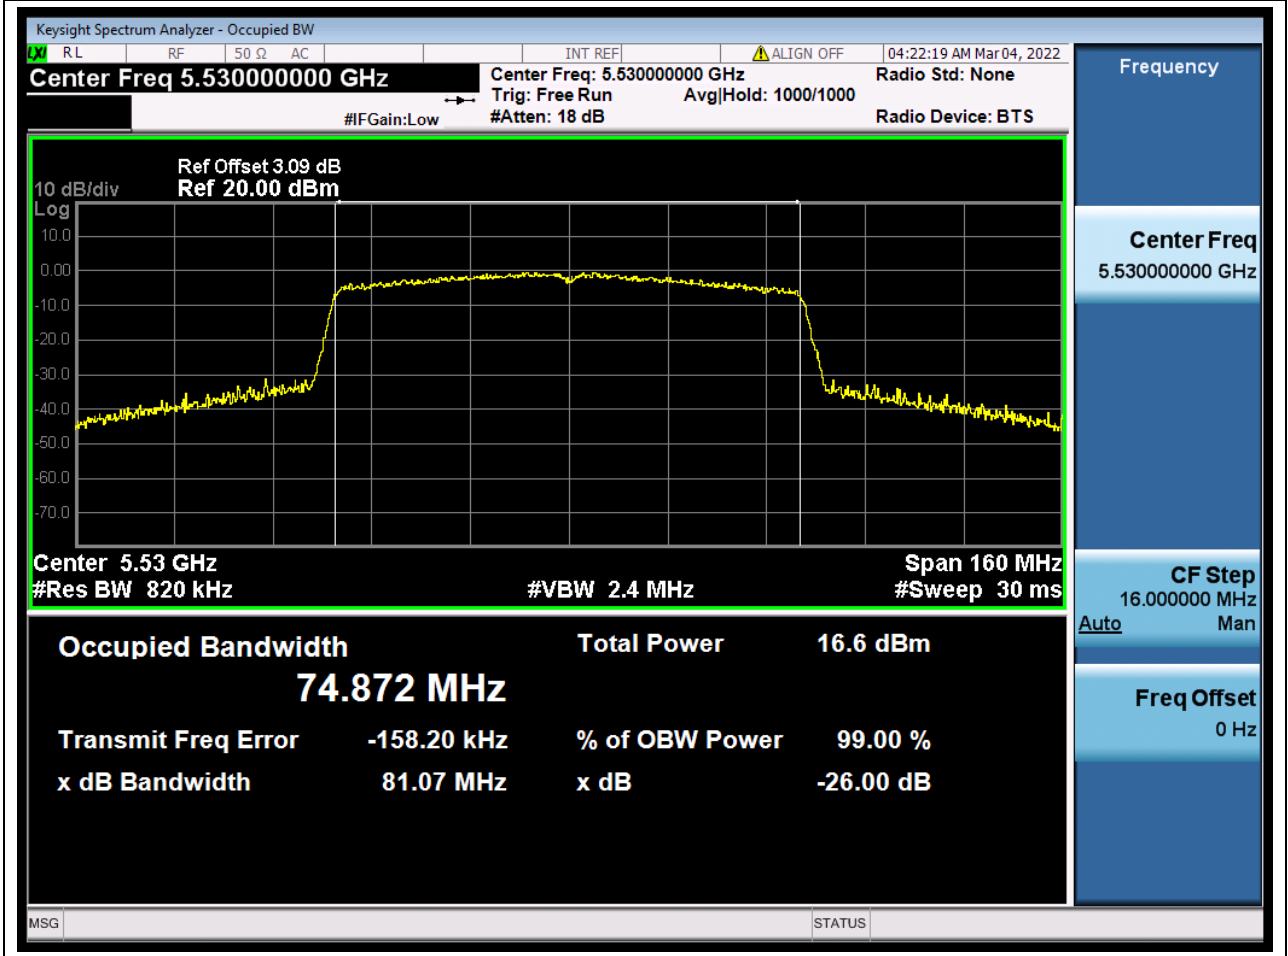 Keysight Spectrum Analyzer - Occupied BW
LXI RL RF 50 Ω AC INT REF ALIGN OFF 04:22:19 AM Mar 04, 2022
Center Freq 5.530000000 GHz
Center Freq: 5.530000000 GHz
Radio Std: None
Trig: Free Run Avg|Hold: 1000/1000
#IFGain:Low
#Atten: 18 dB
Radio Device: BTS
Ref Offset 3.09 dB
10 dB/div Ref 20.00 dBm
Log
10.0
0.00
-10.0
-20.0
-30.0
-40.0
-50.0
-60.0
-70.0
Center 5.53 GHz Span 160 MHz
#Res BW 820 kHz #VBW 2.4 MHz #Sweep 30 ms
Occupied Bandwidth Total Power 16.6 dBm
74.872 MHz
Transmit Freq Error -158.20 kHz % of OBW Power 99.00 %
x dB Bandwidth 81.07 MHz x dB -26.00 dB
MSG STATUS
Frequency
Center Freq
5.530000000 GHz
CF Step
16.000000 MHz
Auto Man
Freq Offset
0 Hz